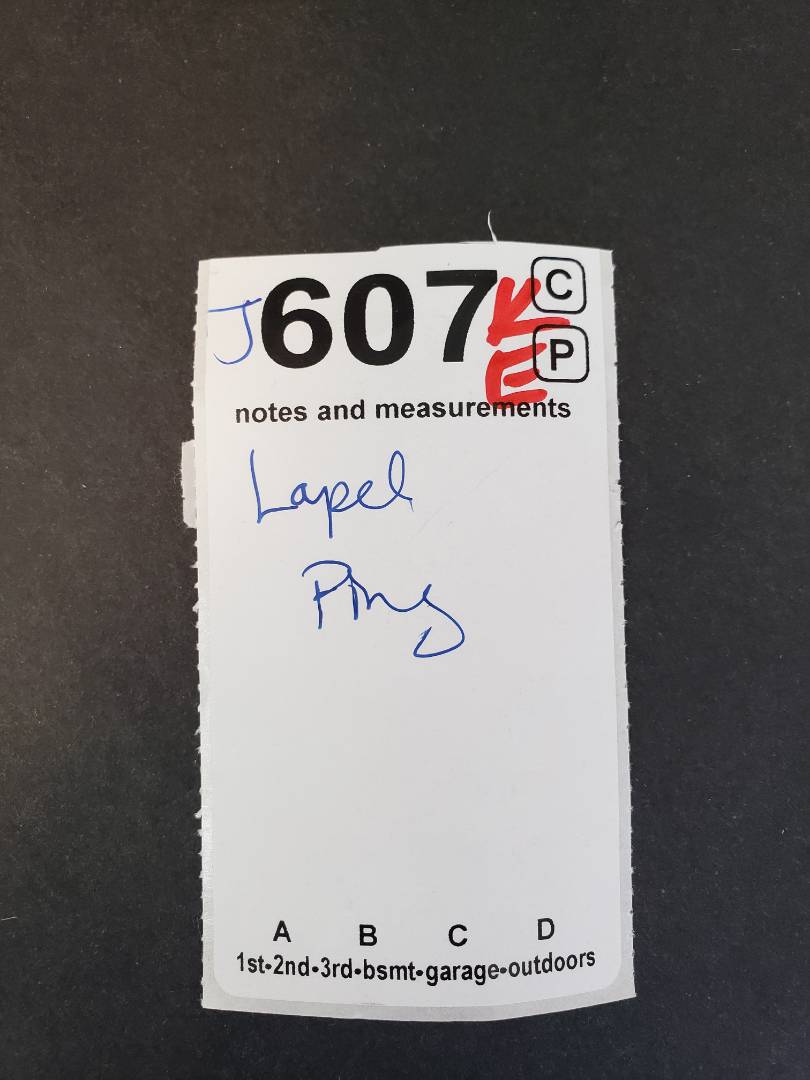 J607 C
P
E
notes and measurements
Lapel
Pins
A B C D
1st•2nd•3rd•bsmt•garage•outdoors